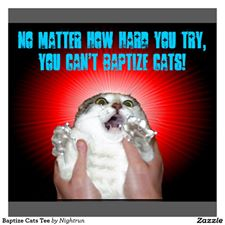 NO MATTER HOW HARD YOU TRY,
YOU CAN'T BAPTIZE CATS!
Baptize Cats Tee by Nightrun
Zazzle